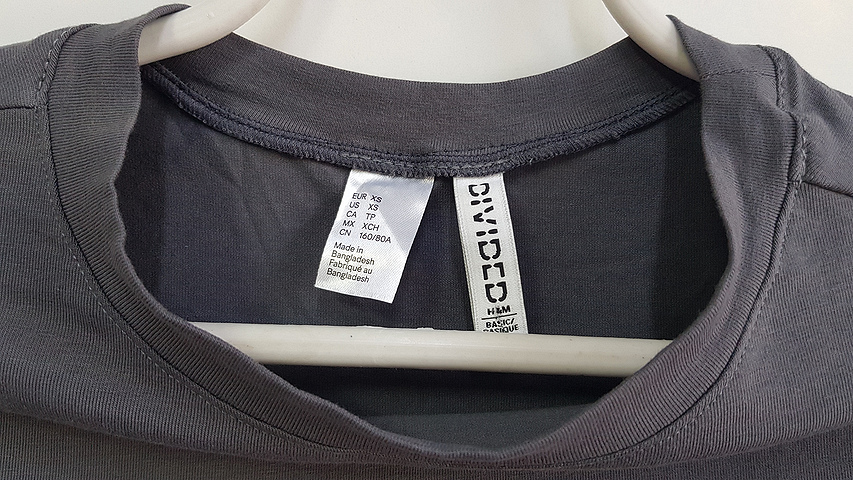 EUR XS
US XS
CA TP
MX XCH
CN 160/80A
Made in
Bangladesh
Fabriqué au
Bangladesh
DIVIDED
H&M
BASIC/
BASIQUE